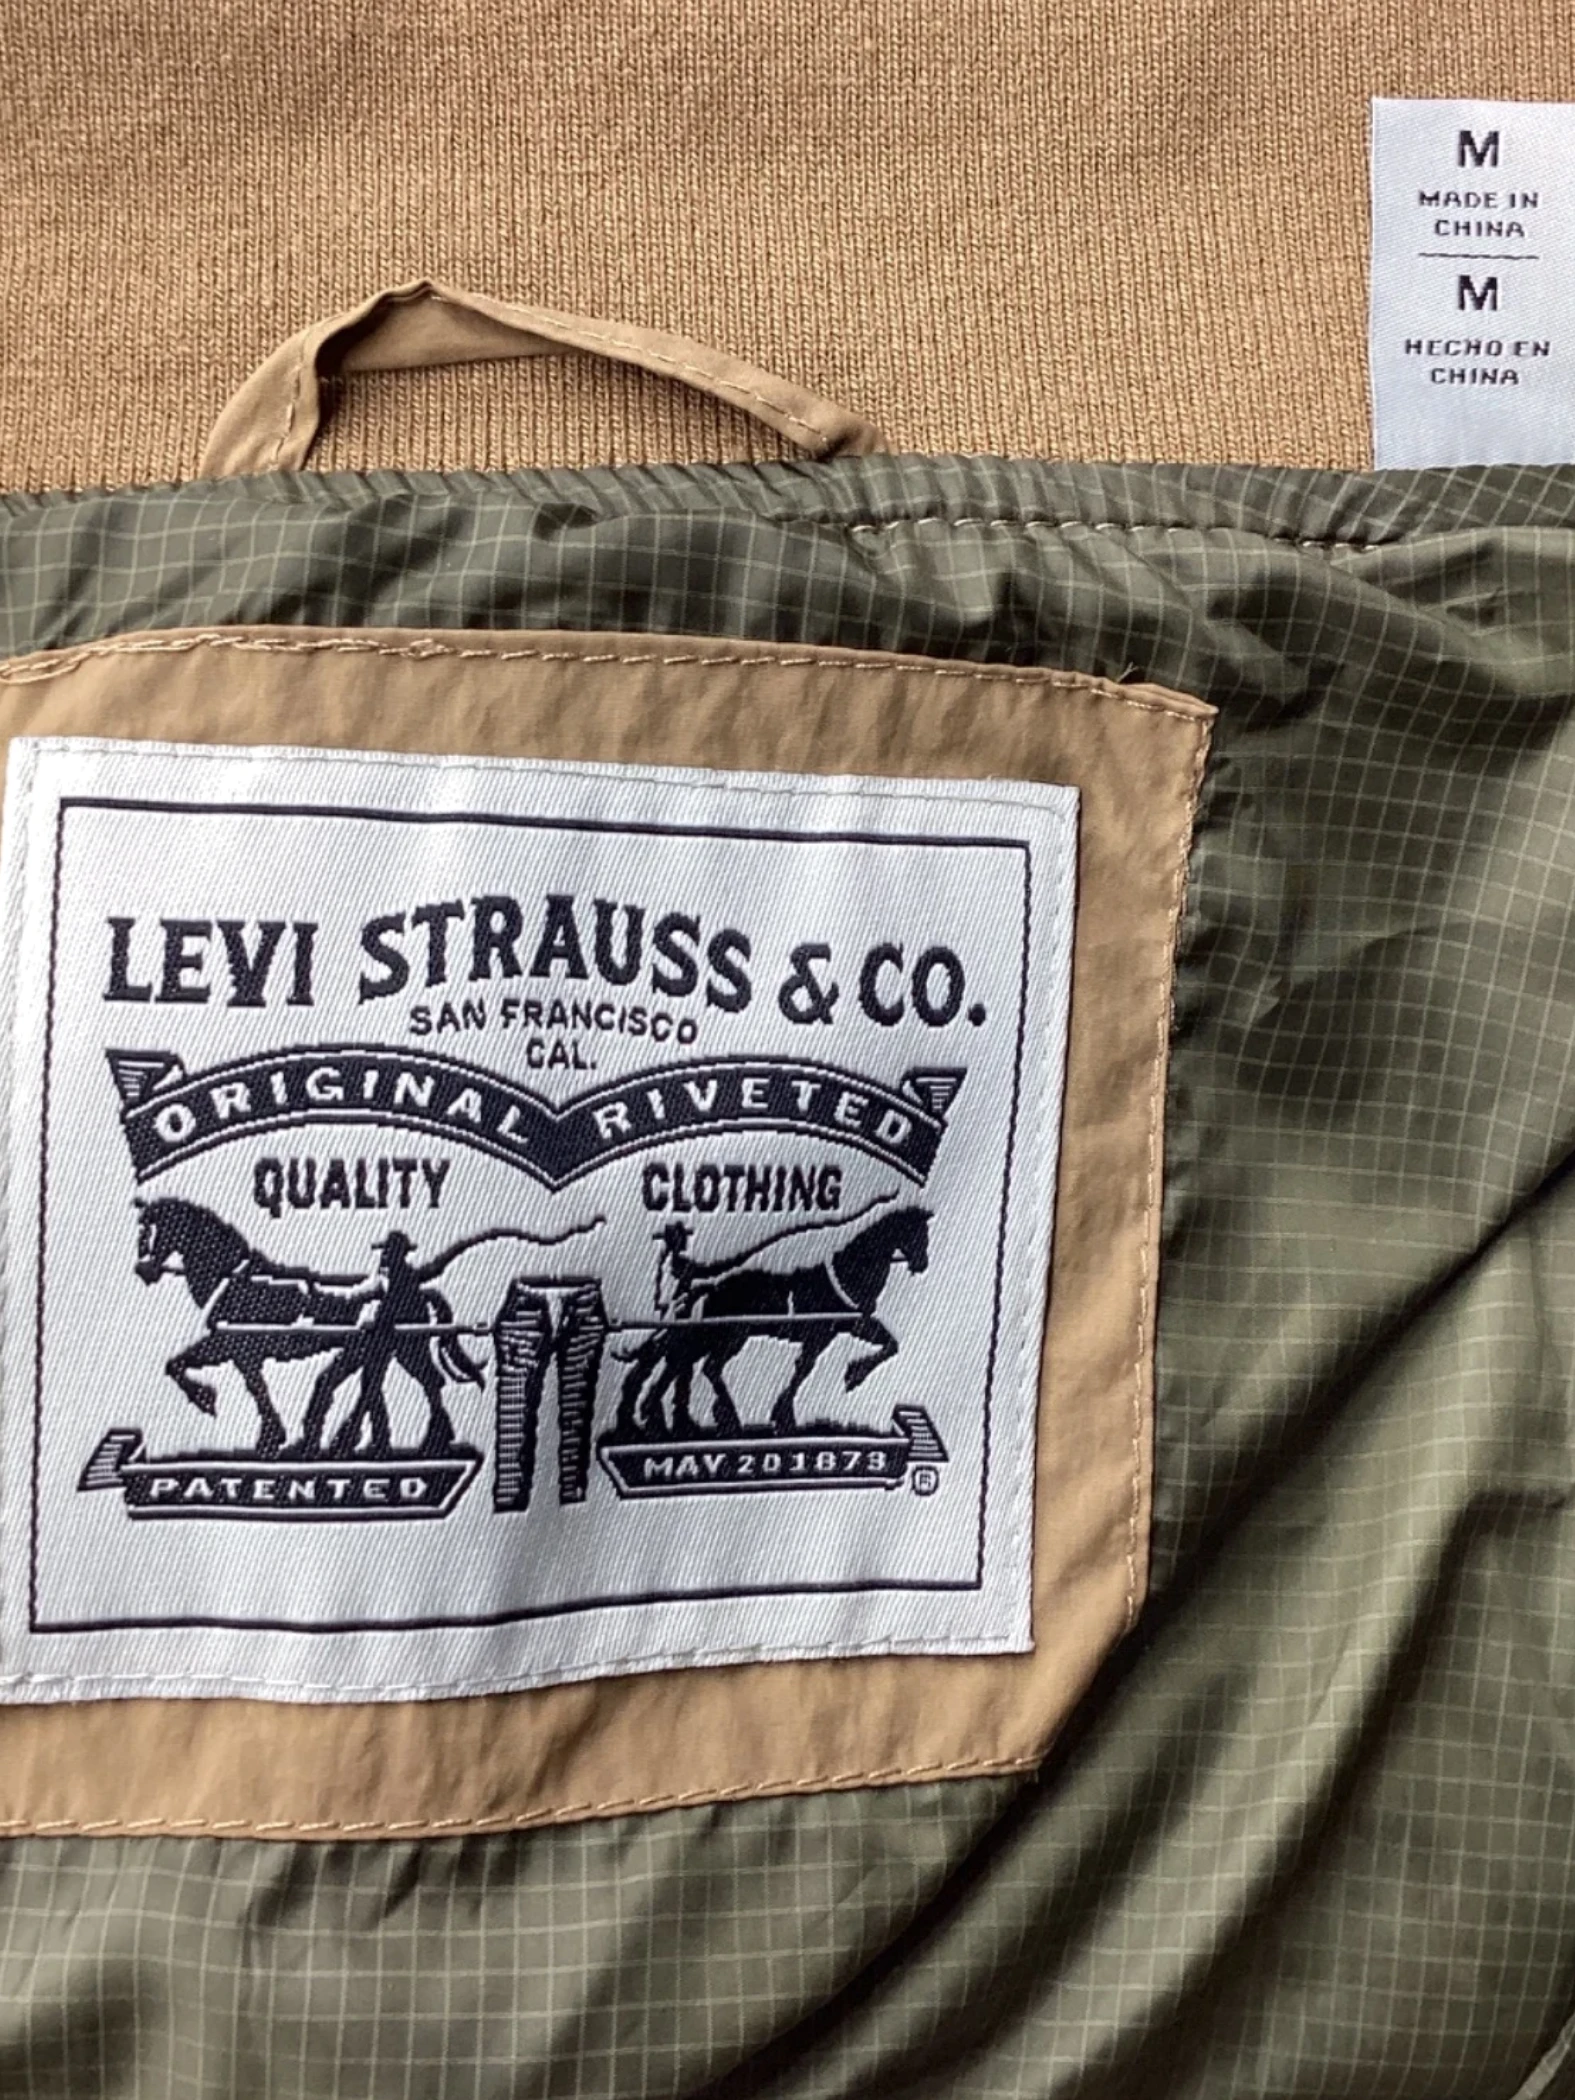 M
MADE IN
CHINA
M
HECHO EN
CHINA
LEVI STRAUSS & CO.
SAN FRANCISCO
CAL.
ORIGINAL RIVETED
QUALITY CLOTHING
PATENTED MAY 20 1873
®